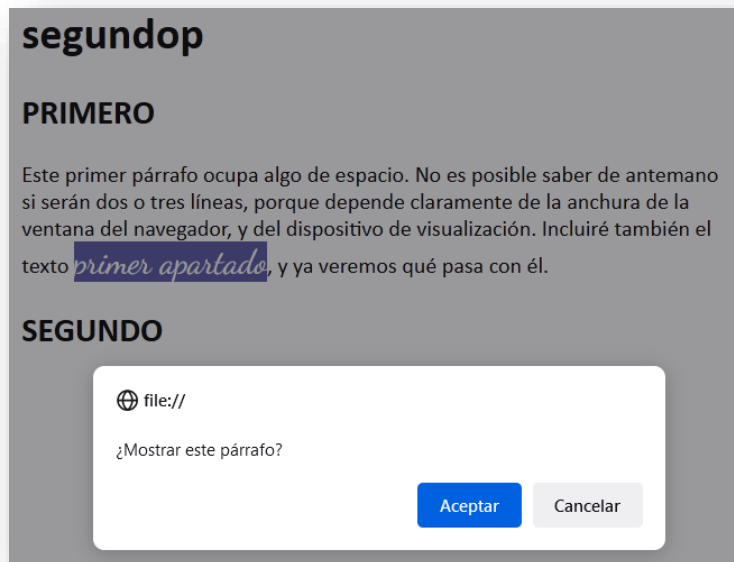 segundop
PRIMERO
Este primer párrafo ocupa algo de espacio. No es posible saber de antemano
si serán dos o tres líneas, porque depende claramente de la anchura de la
ventana del navegador, y del dispositivo de visualización. Incluiré también el
texto primer apartado, y ya veremos qué pasa con él.
SEGUNDO
file://
¿Mostrar este párrafo?
Aceptar Cancelar